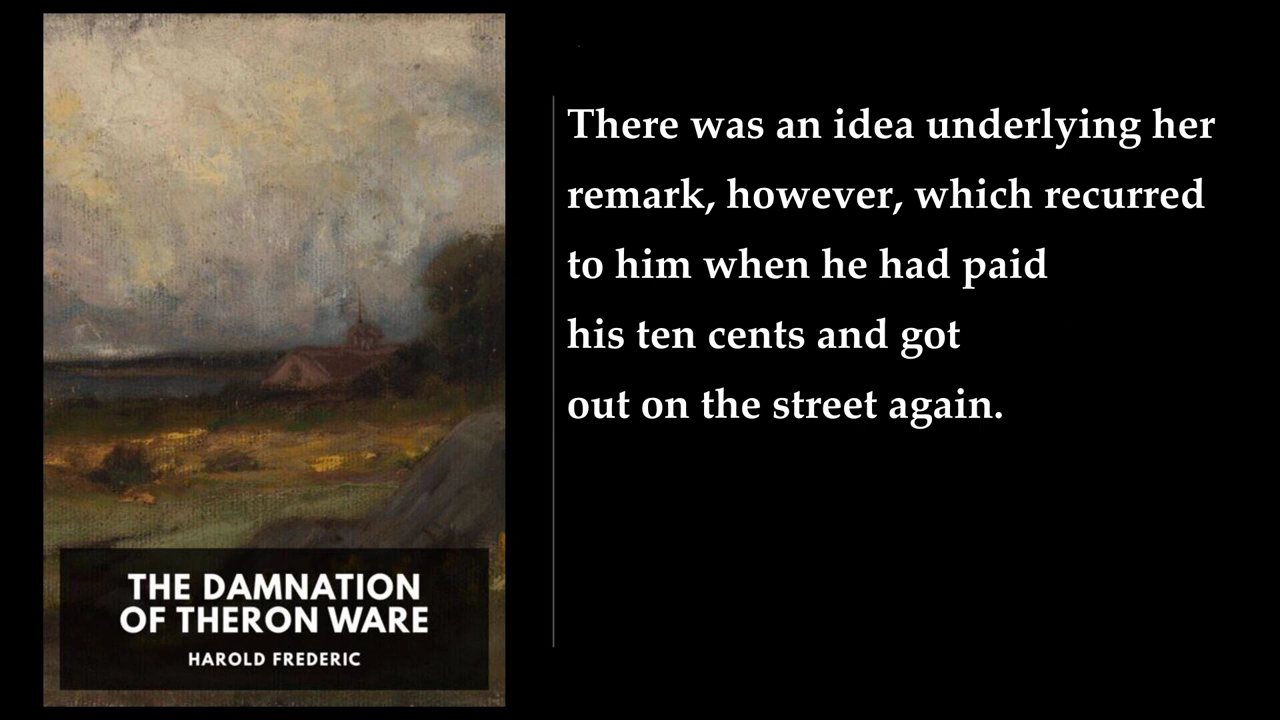 THE DAMNATION
OF THERON WARE
HAROLD FREDERIC
There was an idea underlying her
remark, however, which recurred
to him when he had paid
his ten cents and got
out on the street again.